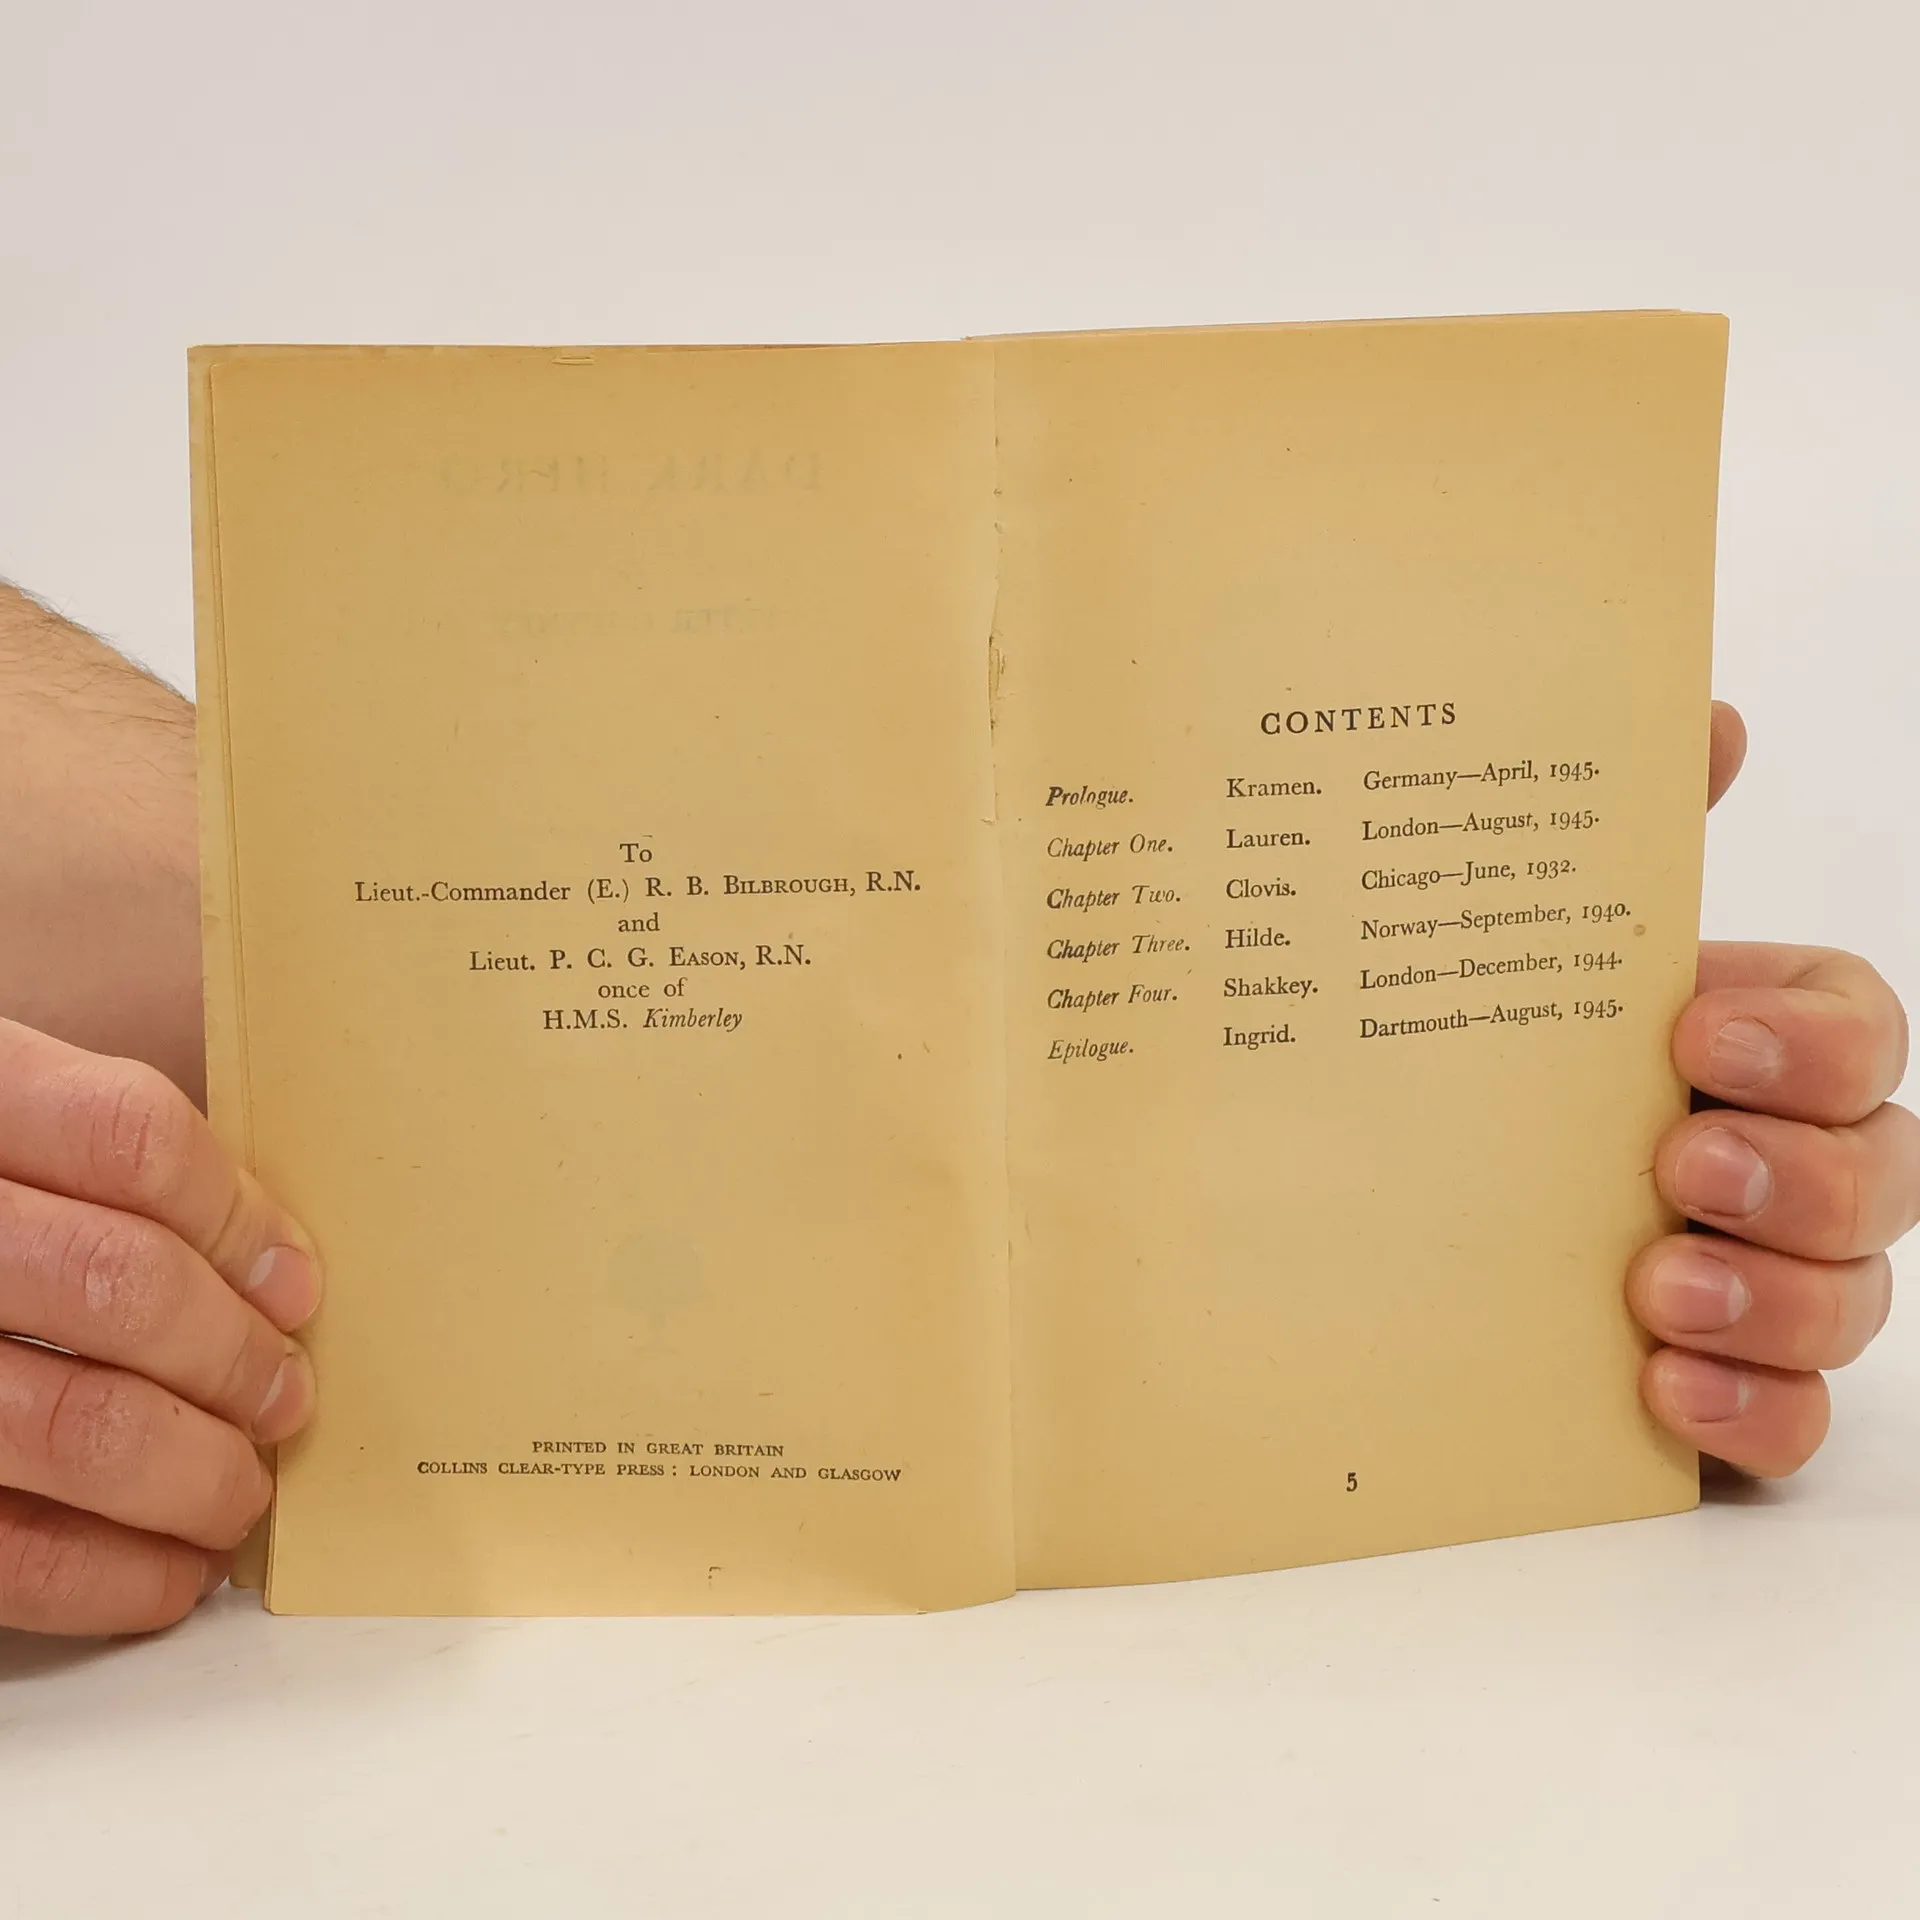 To
Lieut.-Commander (E.) R. B. BILBROUGH, R.N.
and
Lieut. P. C. G. EASON, R.N.
once of
H.M.S. Kimberley
PRINTED IN GREAT BRITAIN
COLLINS CLEAR-TYPE PRESS : LONDON AND GLASGOW
CONTENTS
Prologue. Kramen. Germany—April, 1945.
Chapter One. Lauren. London—August, 1945.
Chapter Two. Clovis. Chicago—June, 1932.
Chapter Three. Hilde. Norway—September, 1940.
Chapter Four. Shakkey. London—December, 1944.
Epilogue. Ingrid. Dartmouth—August, 1945.
5